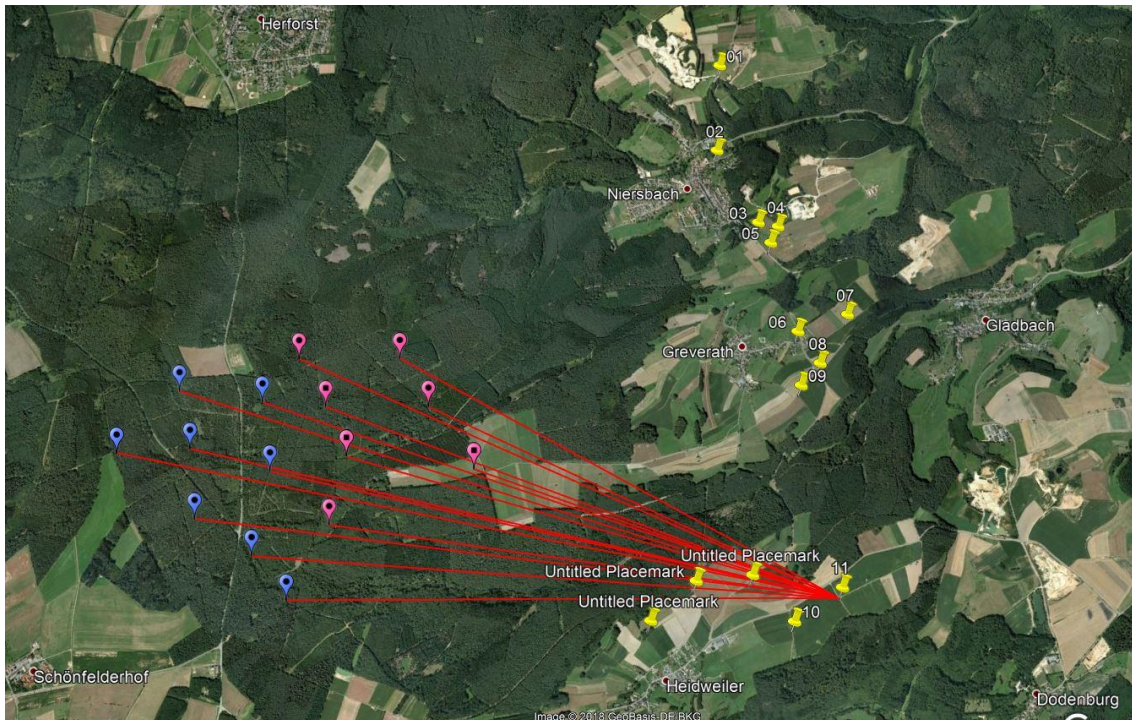 Herforst
01
02
Niersbach
03
04
05
07
06
Gladbach
Greverath
08
09
Untitled Placemark
Untitled Placemark
11
Untitled Placemark
10
Schönfelderhof
Heidweiler
Dodenburg
Image © 2018 GeoBasis-DE/BKG